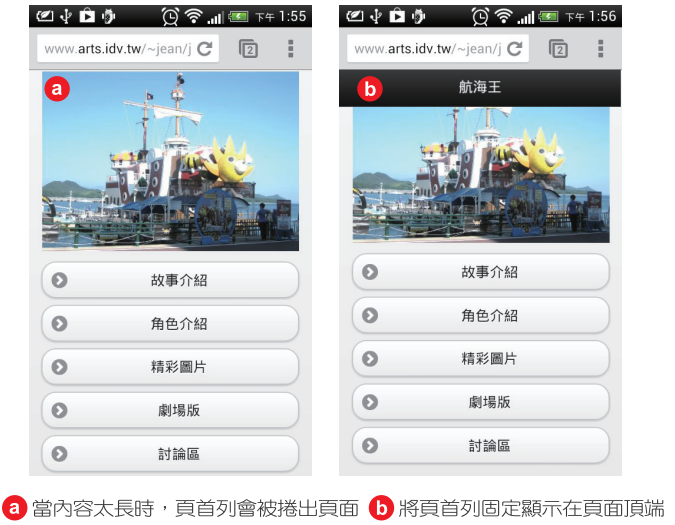 下午 1:55
www.arts.idv.tw/~jean/j
2
a
故事介紹
角色介紹
精彩圖片
劇場版
討論區
下午 1:56
www.arts.idv.tw/~jean/j
2
b
航海王
故事介紹
角色介紹
精彩圖片
劇場版
討論區
a 當內容太長時，頁首列會被捲出頁面
b 將頁首列固定顯示在頁面頂端